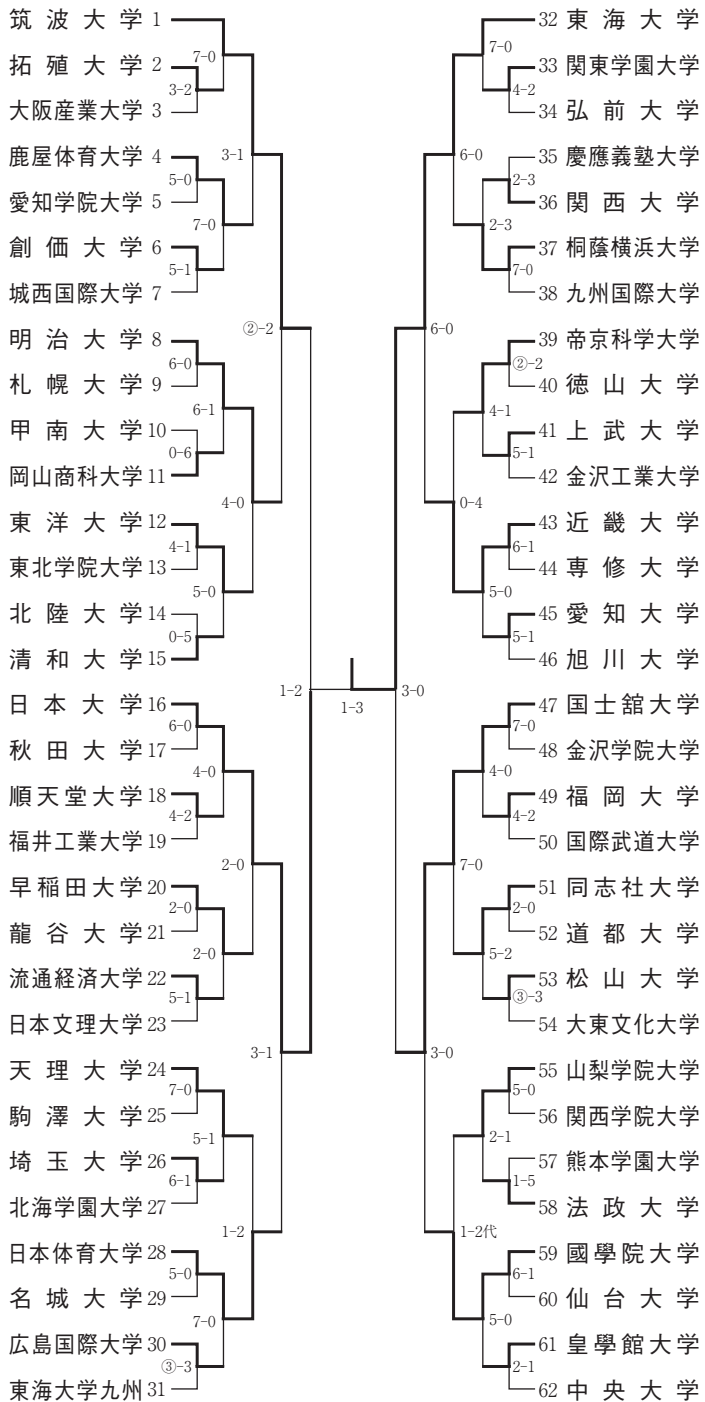 筑波大学 1
7-0
拓殖大学 2
3-2
大阪産業大学 3
3-1
鹿屋体育大学 4
5-0
愛知学院大学 5
7-0
創価大学 6
5-1
城西国際大学 7
②-2
明治大学 8
6-0
札幌大学 9
6-1
甲南大学 10
0-6
岡山商科大学 11
4-0
東洋大学 12
4-1
東北学院大学 13
5-0
北陸大学 14
0-5
清和大学 15
1-2
日本大学 16
6-0
秋田大学 17
4-0
順天堂大学 18
4-2
福井工業大学 19
2-0
早稲田大学 20
2-0
龍谷大学 21
2-0
流通経済大学 22
5-1
日本文理大学 23
3-1
天理大学 24
7-0
駒澤大学 25
5-1
埼玉大学 26
6-1
北海学園大学 27
1-2
日本体育大学 28
5-0
名城大学 29
7-0
広島国際大学 30
③-3
東海大学九州 31
1-3
32 東海大学
7-0
33 関東学園大学
4-2
34 弘前大学
6-0
35 慶應義塾大学
2-3
36 関西大学
2-3
37 桐蔭横浜大学
7-0
38 九州国際大学
6-0
39 帝京科学大学
②-2
40 徳山大学
4-1
41 上武大学
5-1
42 金沢工業大学
0-4
43 近畿大学
6-1
44 専修大学
5-0
45 愛知大学
5-1
46 旭川大学
3-0
47 国士舘大学
7-0
48 金沢学院大学
4-0
49 福岡大学
4-2
50 国際武道大学
7-0
51 同志社大学
2-0
52 道都大学
5-2
53 松山大学
③-3
54 大東文化大学
3-0
55 山梨学院大学
5-0
56 関西学院大学
2-1
57 熊本学園大学
1-5
58 法政大学
1-2代
59 國學院大学
6-1
60 仙台大学
5-0
61 皇學館大学
2-1
62 中央大学